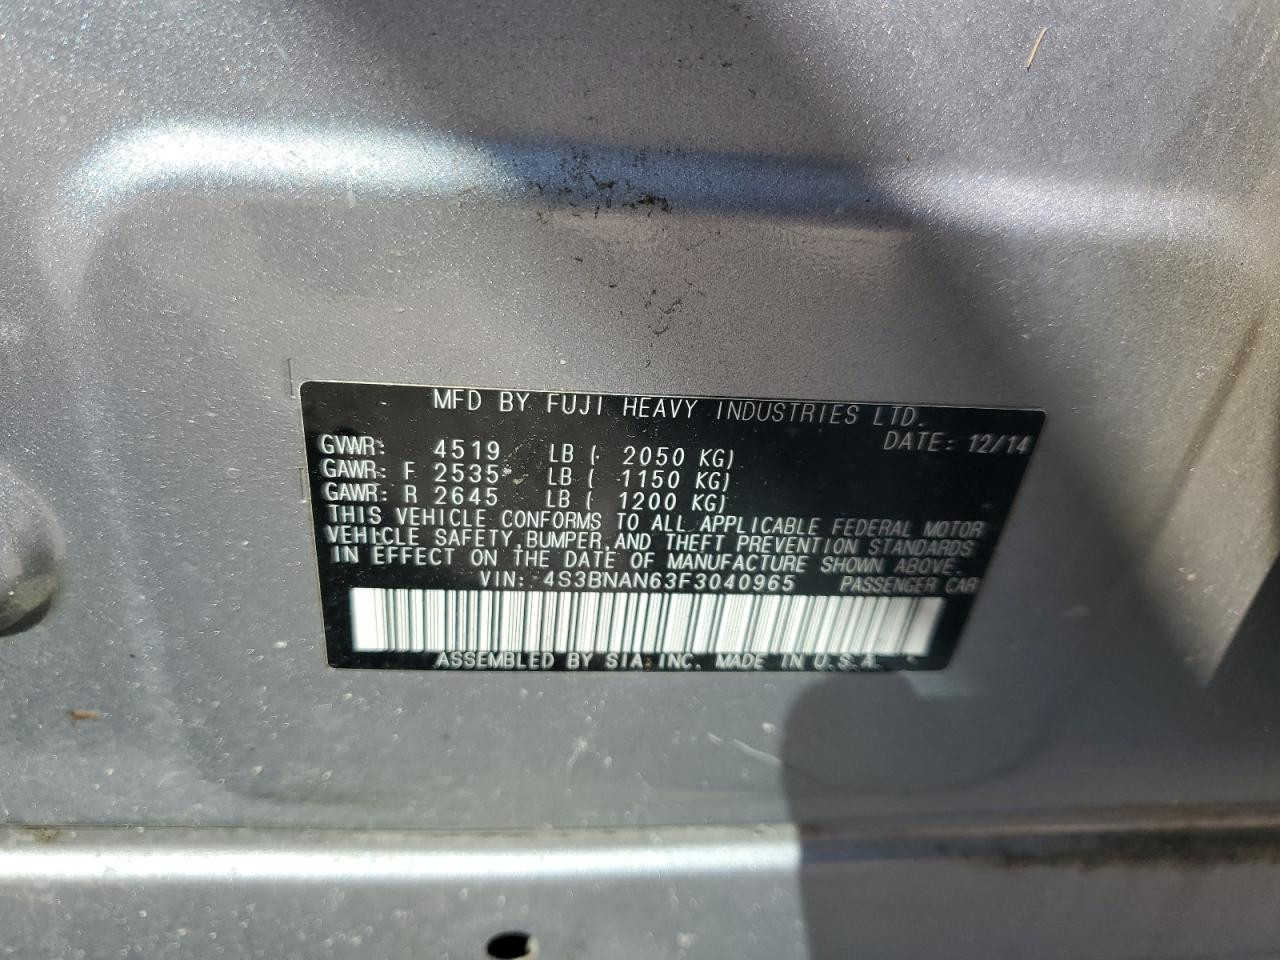 MFD BY FUJI HEAVY INDUSTRIES LTD.
DATE: 12/14
GVWR: 4519 LB ( 2050 KG)
GAWR: F 2535 LB ( 1150 KG)
GAWR: R 2645 LB ( 1200 KG)
THIS VEHICLE CONFORMS TO ALL APPLICABLE FEDERAL MOTOR
VEHICLE SAFETY, BUMPER, AND THEFT PREVENTION STANDARDS
IN EFFECT ON THE DATE OF MANUFACTURE SHOWN ABOVE.
VIN: 4S3BNAN63F3040965 PASSENGER CAR
ASSEMBLED BY SIA, INC. MADE IN U.S.A.